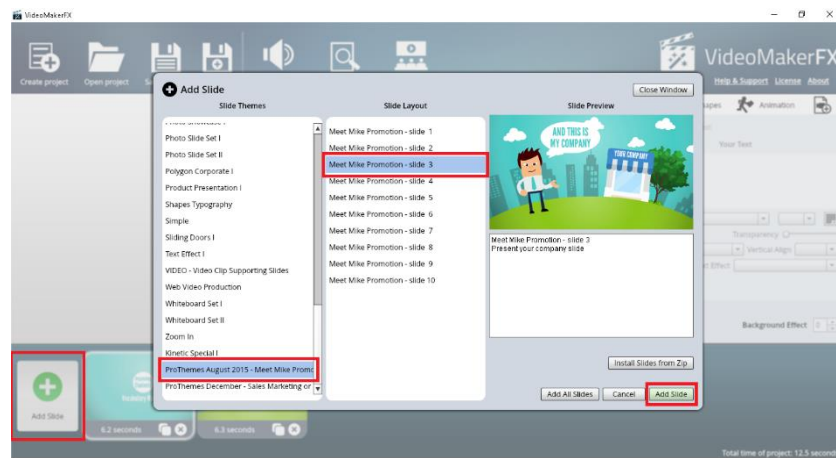 VideoMakerFX
Create project
Open project
VideoMakerFX
Help & Support License About
Add Slide
Close Window
Slide Themes
Slide Layout
Slide Preview
Animation
Your Text
Photo Slide Set I
Photo Slide Set II
Polygon Corporate I
Product Presentation I
Shapes Typography
Simple
Sliding Doors I
Text Effect I
VIDEO - Video Clip Supporting Slides
Web Video Production
Whiteboard Set I
Whiteboard Set II
Zoom In
Kinetic Special I
ProThemes August 2015 - Meet Mike Promo
ProThemes December - Sales Marketing or
Meet Mike Promotion - slide 1
Meet Mike Promotion - slide 2
Meet Mike Promotion - slide 3
Meet Mike Promotion - slide 4
Meet Mike Promotion - slide 5
Meet Mike Promotion - slide 6
Meet Mike Promotion - slide 7
Meet Mike Promotion - slide 8
Meet Mike Promotion - slide 9
Meet Mike Promotion - slide 10
AND THIS IS
MY COMPANY
YOUR COMPANY
Meet Mike Promotion - slide 3
Present your company slide
Transparency
Vertical Align
Effect
Background Effect
Install Slides from Zip
Add All Slides
Cancel
Add Slide
Add Slide
6.2 seconds
6.3 seconds
Total time of project: 12.5 second